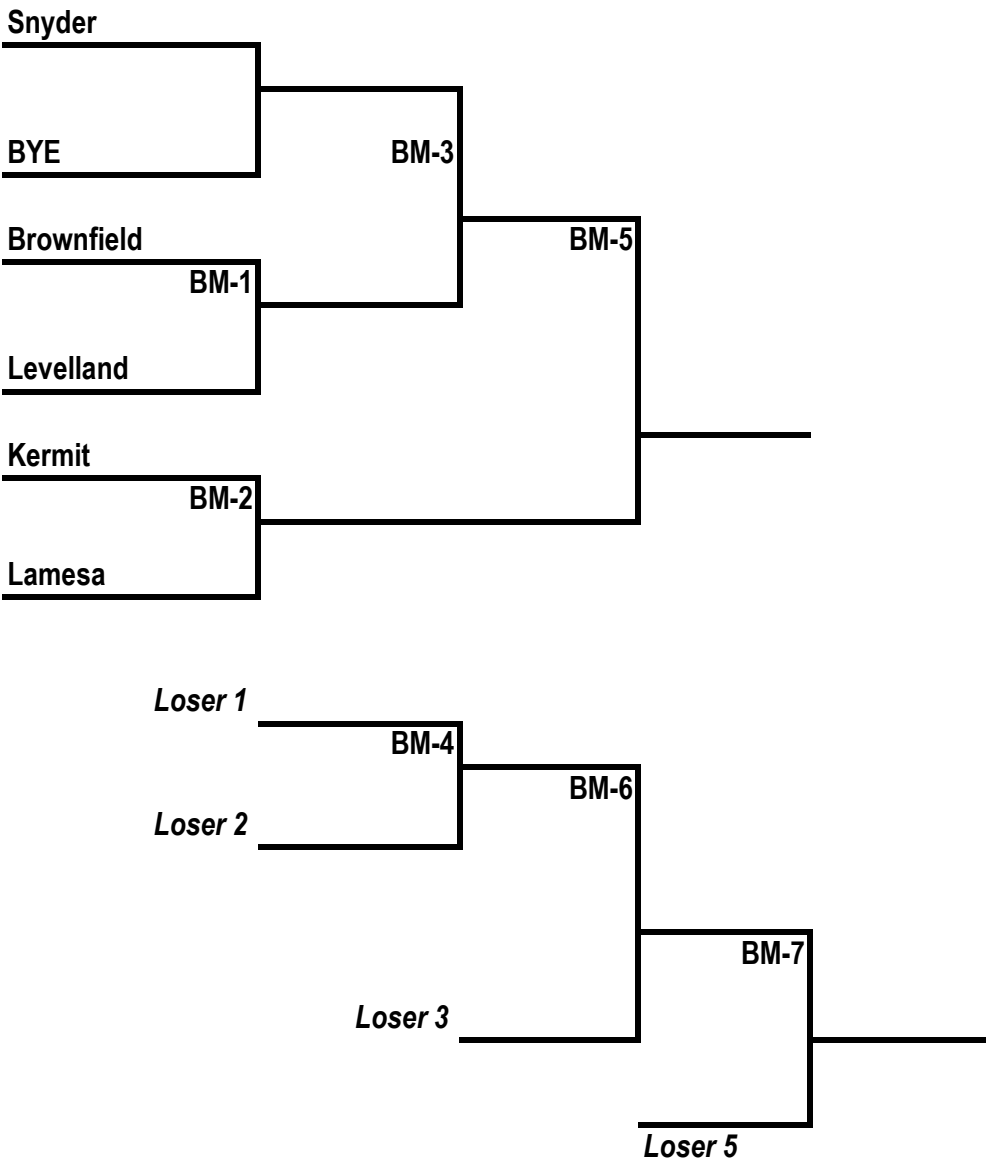 Snyder
BYE
BM-3
Brownfield
BM-5
BM-1
Levelland
Kermit
BM-2
Lamesa
Loser 1
BM-4
BM-6
Loser 2
BM-7
Loser 3
Loser 5